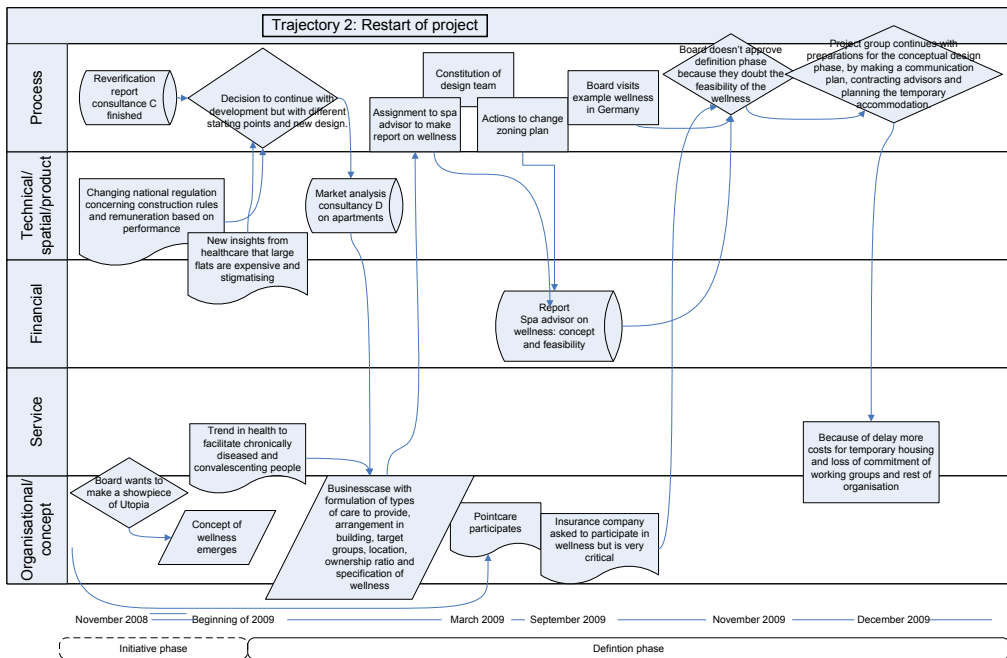 Trajectory 2: Restart of project
Process
Reverification
report
consultance C
finished
Decision to continue with
development but with different
starting points and new design.
Constitution of
design team
Assignment to spa
advisor to make
report on wellness
Actions to change
zoning plan
Board visits
example wellness
in Germany
Board doesn't approve
definition phase
because they doubt the
feasibility of the
wellness
Project group continues with
preparations for the conceptual design
phase, by making a communication
plan, contracting advisors and
planning the temporary
accommodation.
Technical/
spatial/product
Changing national regulation
concerning construction rules
and remuneration based on
performance
New insights from
healthcare that large
flats are expensive and
stigmatising
Market analysis
consultancy D
on apartments
Financial
Report
Spa advisor on
wellness: concept
and feasibility
Service
Trend in health to
facilitate chronically
diseased and
convalescenting people
Because of delay more
costs for temporary housing
and loss of commitment of
working groups and rest of
organisation
Organisational/
concept
Board wants to
make a showpiece
of Utopia
Concept of
wellness
emerges
Businesscase with
formulation of types
of care to provide,
arrangement in
building, target
groups, location,
ownership ratio and
specification of
wellness
Pointcare
participates
Insurance company
asked to participate in
wellness but is very
critical
November 2008
Beginning of 2009
March 2009
September 2009
November 2009
December 2009
Initiative phase
Defintion phase